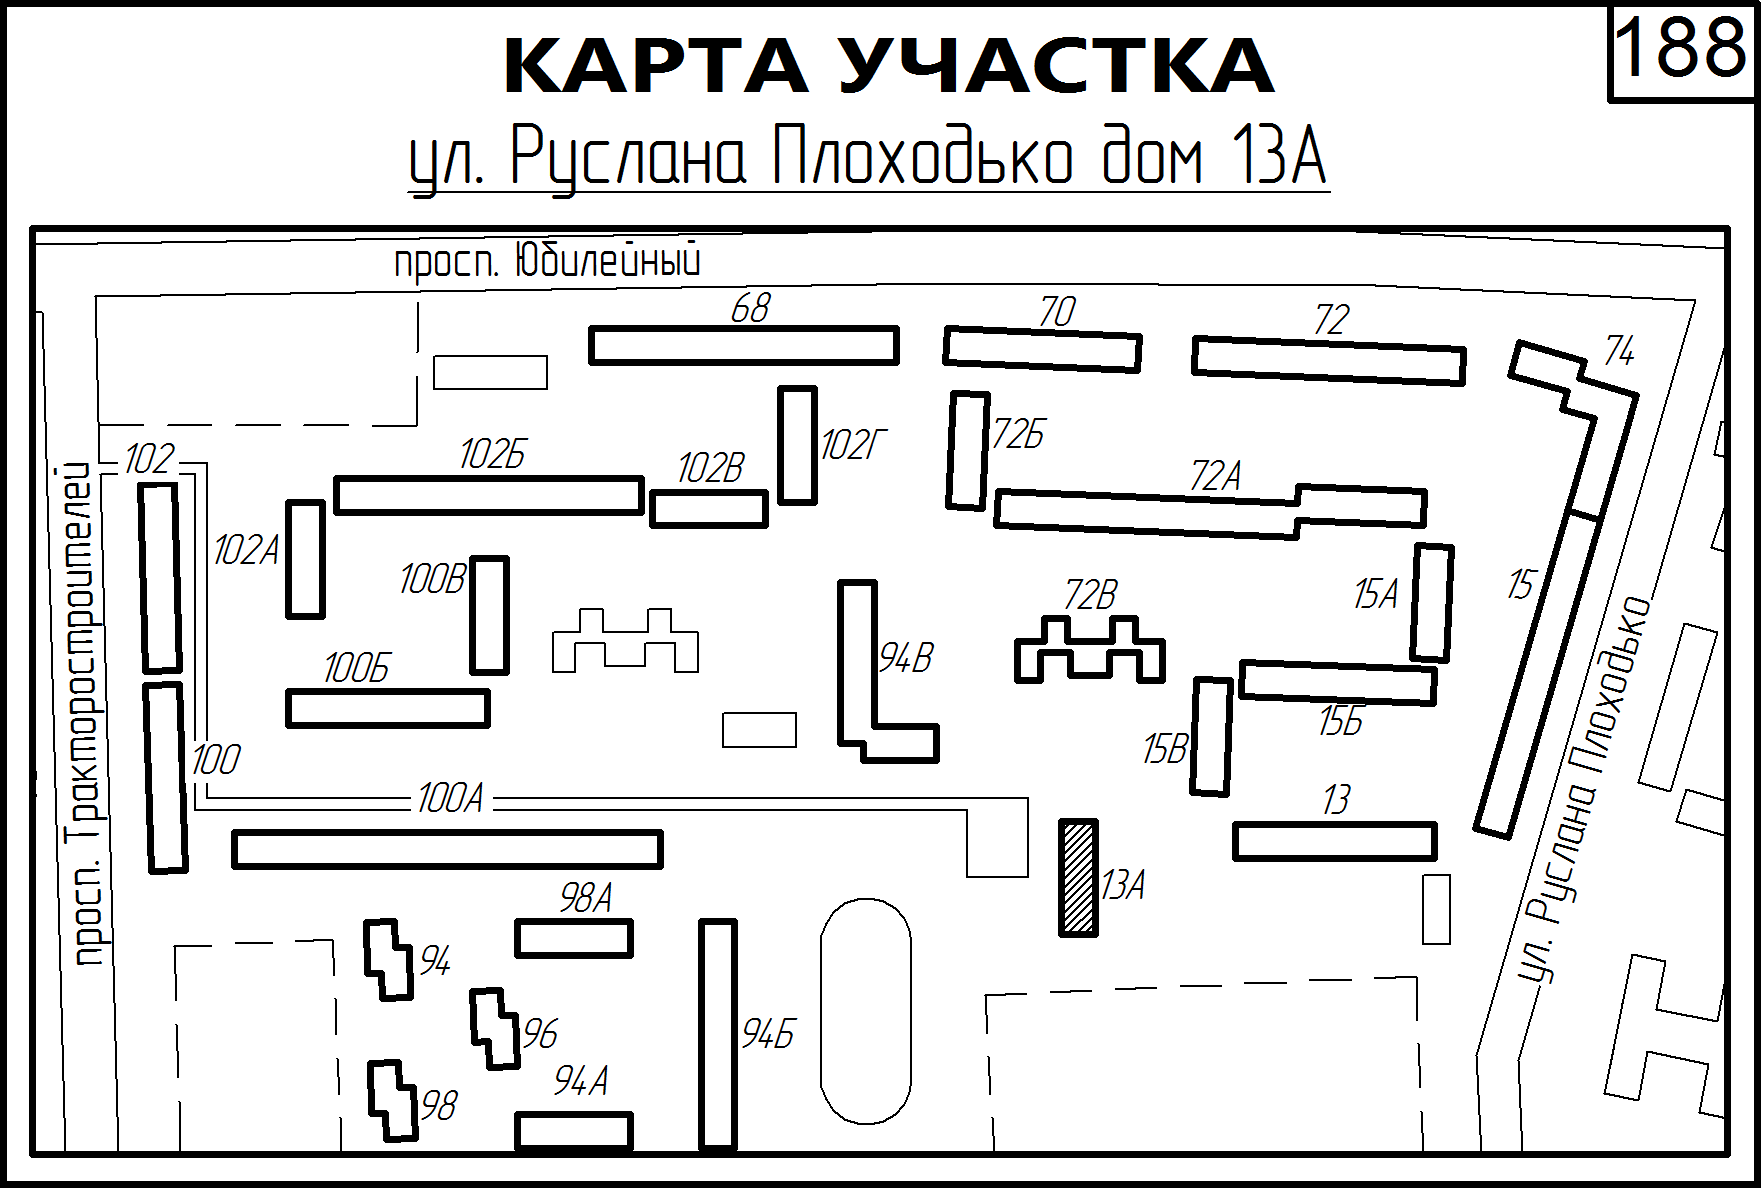 188
КАРТА УЧАСТКА
ул. Руслана Плоходько дом 13А
просп. Юбилейный
68
70
72
74
102
102Б
102В
102Г
72Б
72А
102А
100В
72В
15А
15
100Б
94В
15Б
15В
100
100А
13
98А
13А
94
96
94Б
94А
98
просп. Тракторостроителей
ул. Руслана Плоходько